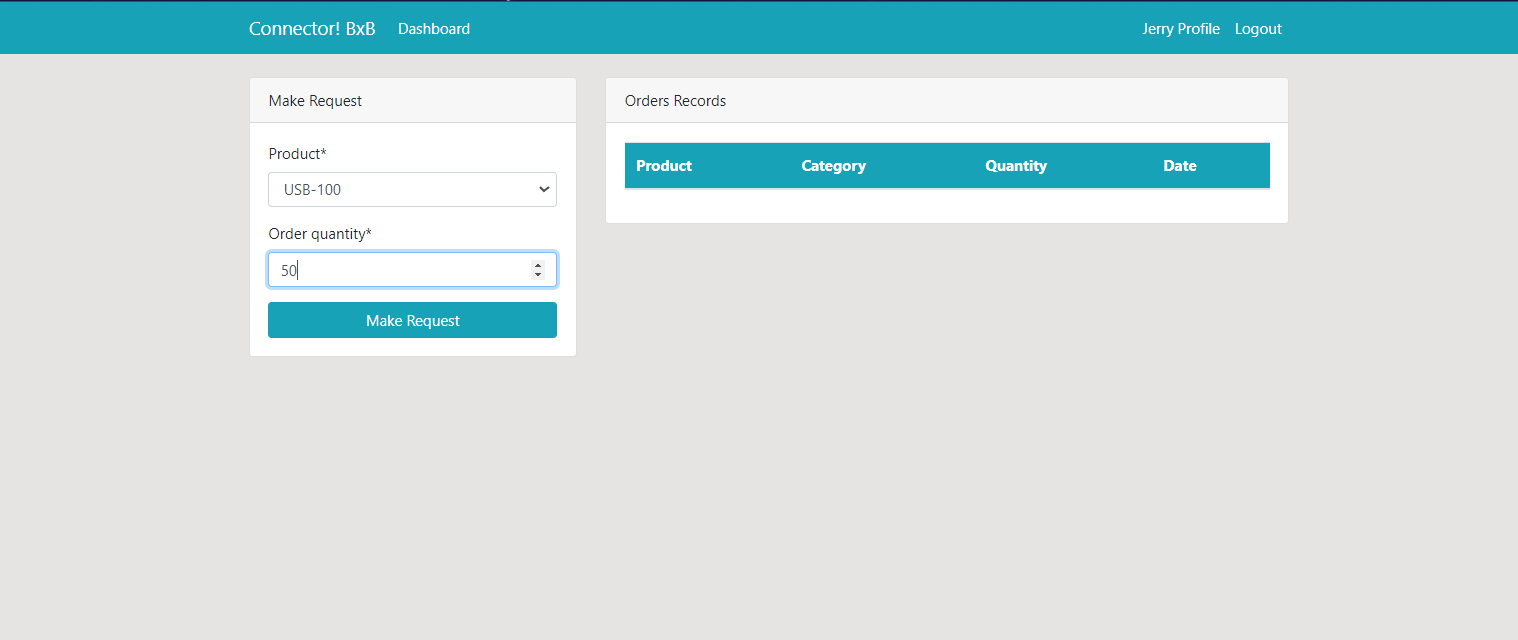 Connector! BxB Dashboard Jerry Profile Logout
Make Request
Product*
USB-100
Order quantity*
50
Make Request
Orders Records
Product Category Quantity Date